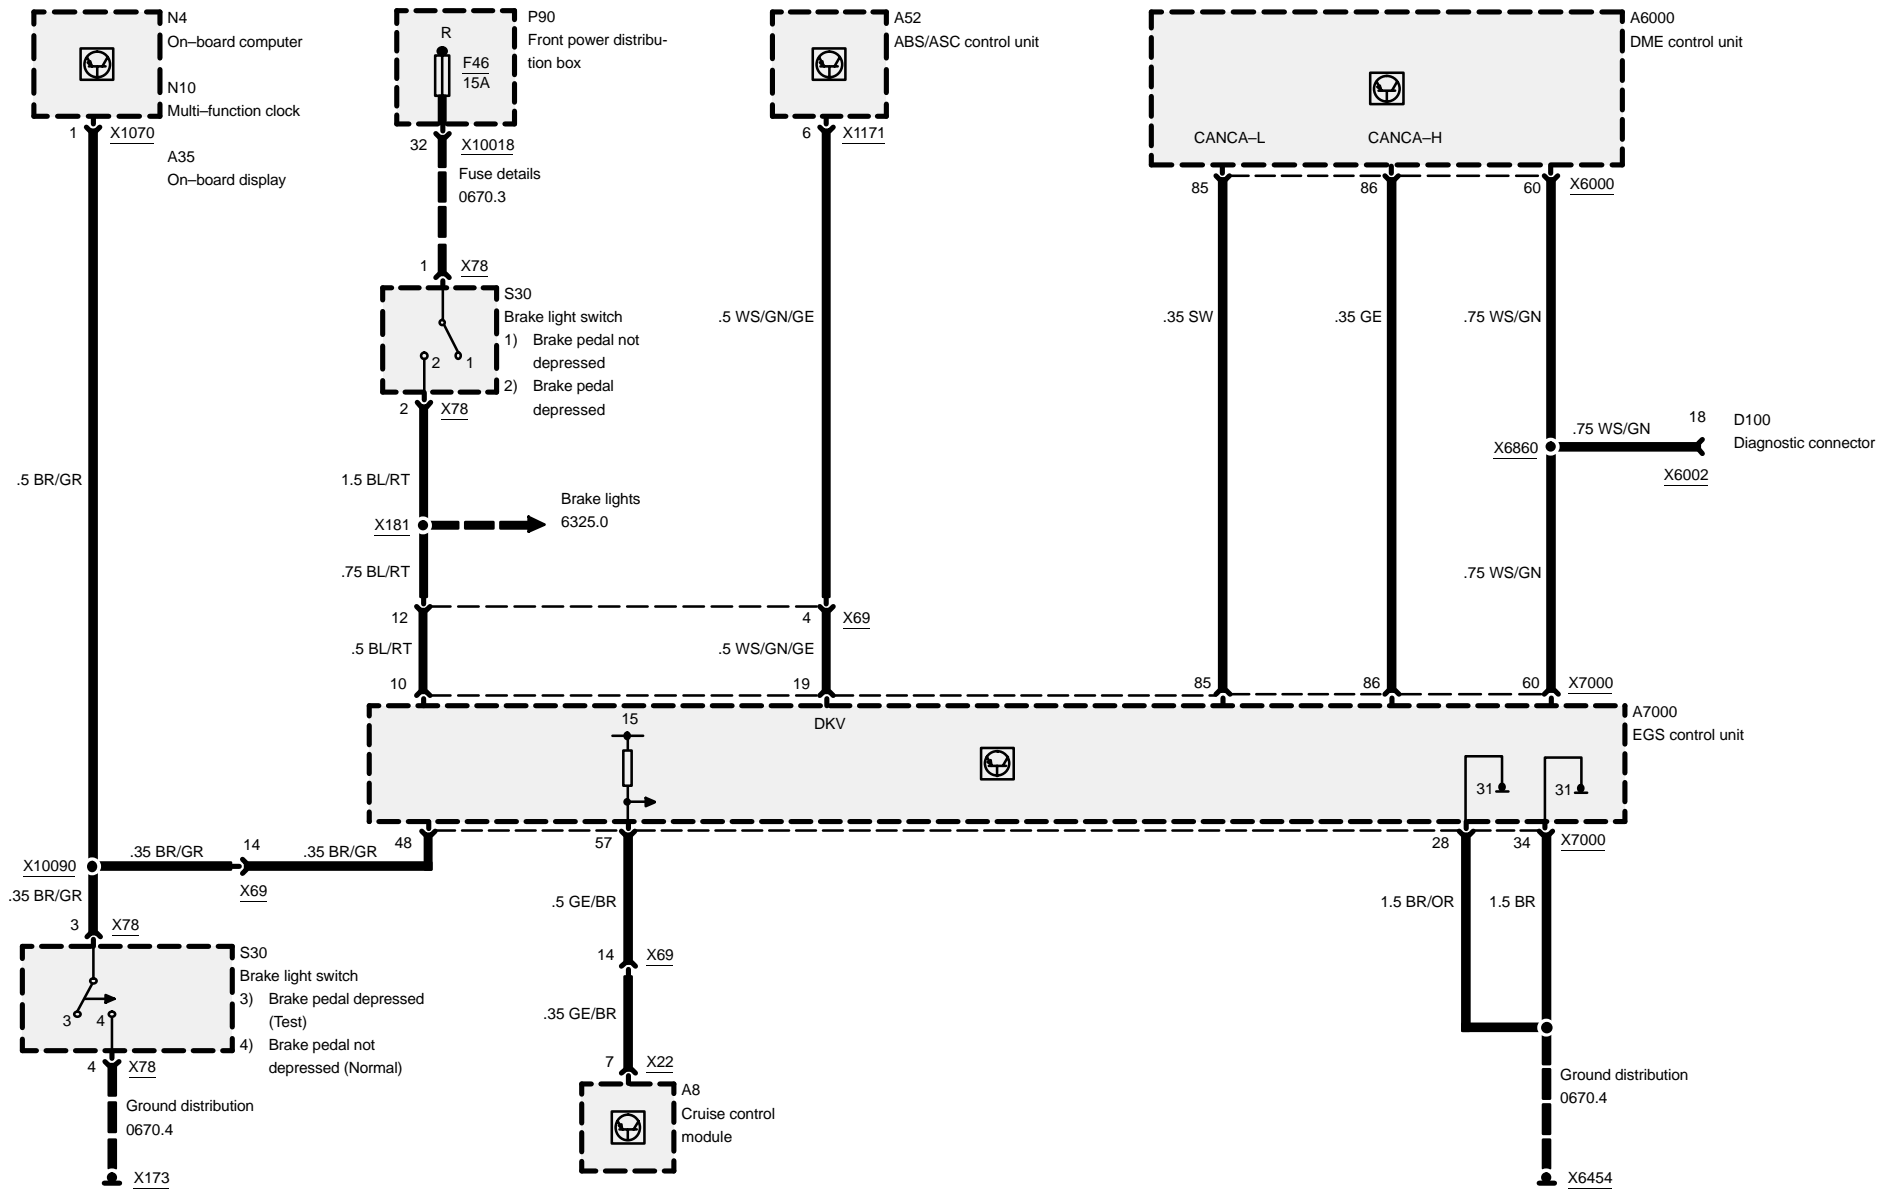 N4
On–board computer
N10
Multi–function clock
1
X1070
A35
On–board display
P90
Front power distribu-
tion box
R
F46
15A
32
X10018
Fuse details
0670.3
A52
ABS/ASC control unit
6
X1171
A6000
DME control unit
CANCA–L
CANCA–H
85
86
60
X6000
1
X78
S30
Brake light switch
1) Brake pedal not
depressed
2) Brake pedal
depressed
2
1
2
X78
.5 WS/GN/GE
.35 SW
.35 GE
.75 WS/GN
.75 WS/GN
18
D100
Diagnostic connector
X6860
X6002
.5 BR/GR
1.5 BL/RT
X181
Brake lights
6325.0
.75 BL/RT
.75 WS/GN
12
4
X69
.5 BL/RT
.5 WS/GN/GE
10
19
85
86
60
X7000
A7000
EGS control unit
15
DKV
31
31
48
57
28
34
X7000
X10090
.35 BR/GR
14
.35 BR/GR
X69
.35 BR/GR
3
X78
.5 GE/BR
1.5 BR/OR
1.5 BR
S30
Brake light switch
3) Brake pedal depressed
(Test)
4) Brake pedal not
depressed (Normal)
3
4
14
X69
.35 GE/BR
4
X78
7
X22
A8
Cruise control
module
Ground distribution
0670.4
X173
Ground distribution
0670.4
X6454